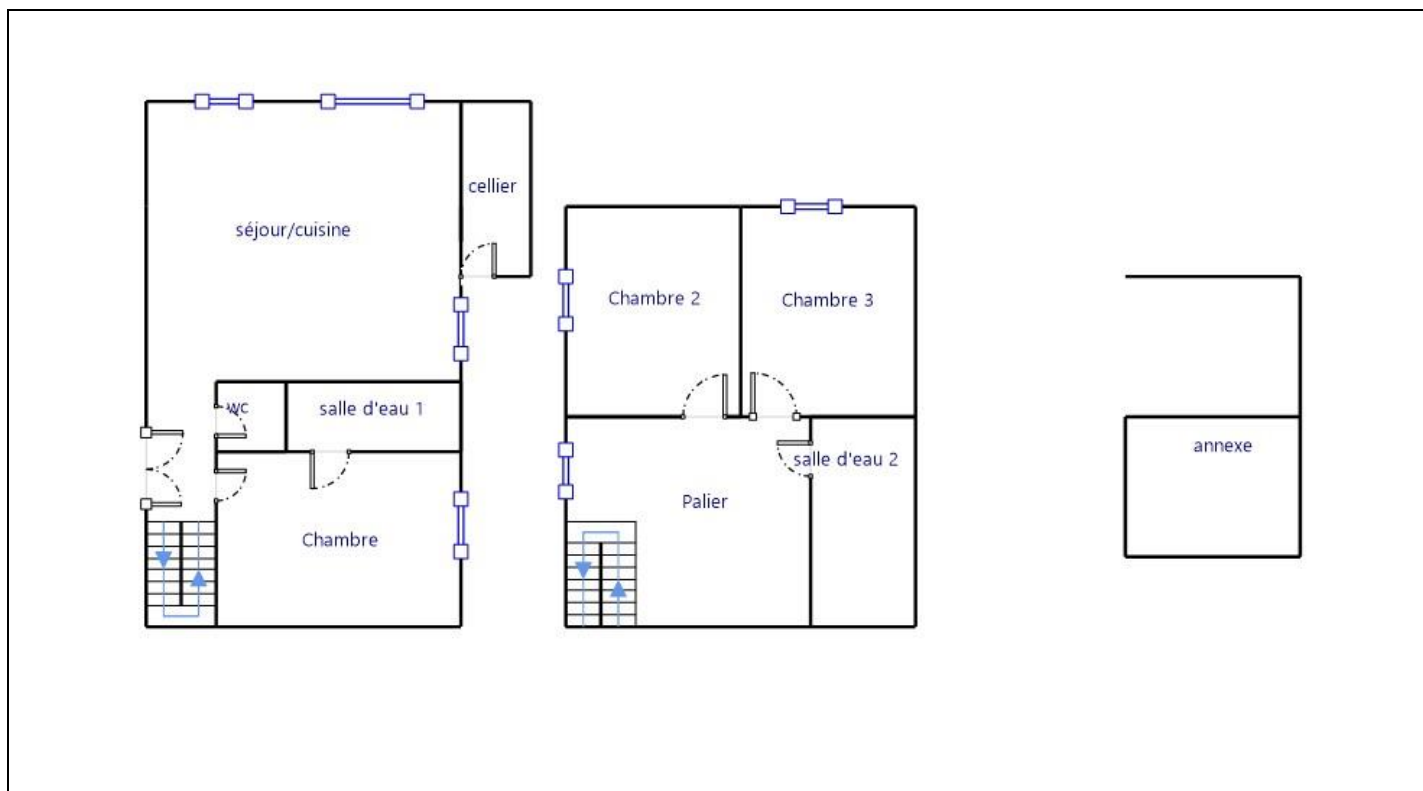 cellier
séjour/cuisine
wc
salle d'eau 1
Chambre
Chambre 2
Chambre 3
salle d'eau 2
Palier
annexe